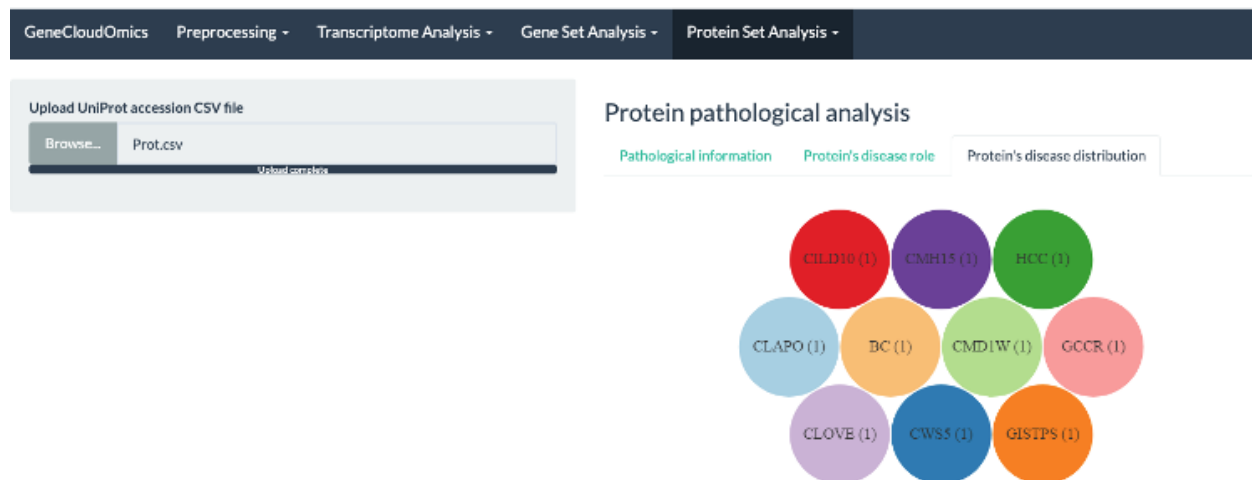 GeneCloudOmics Preprocessing Transcriptome Analysis Gene Set Analysis Protein Set Analysis
Upload UniProt accession CSV file
Browse... Prot.csv
Upload complete
Protein pathological analysis
Pathological information Protein's disease role Protein's disease distribution
CILD10 (1) CMH15 (1) HCC (1)
CLAPO (1) BC (1) CMD1W (1) GCCR (1)
CLOVE (1) CWS5 (1) GISTPS (1)